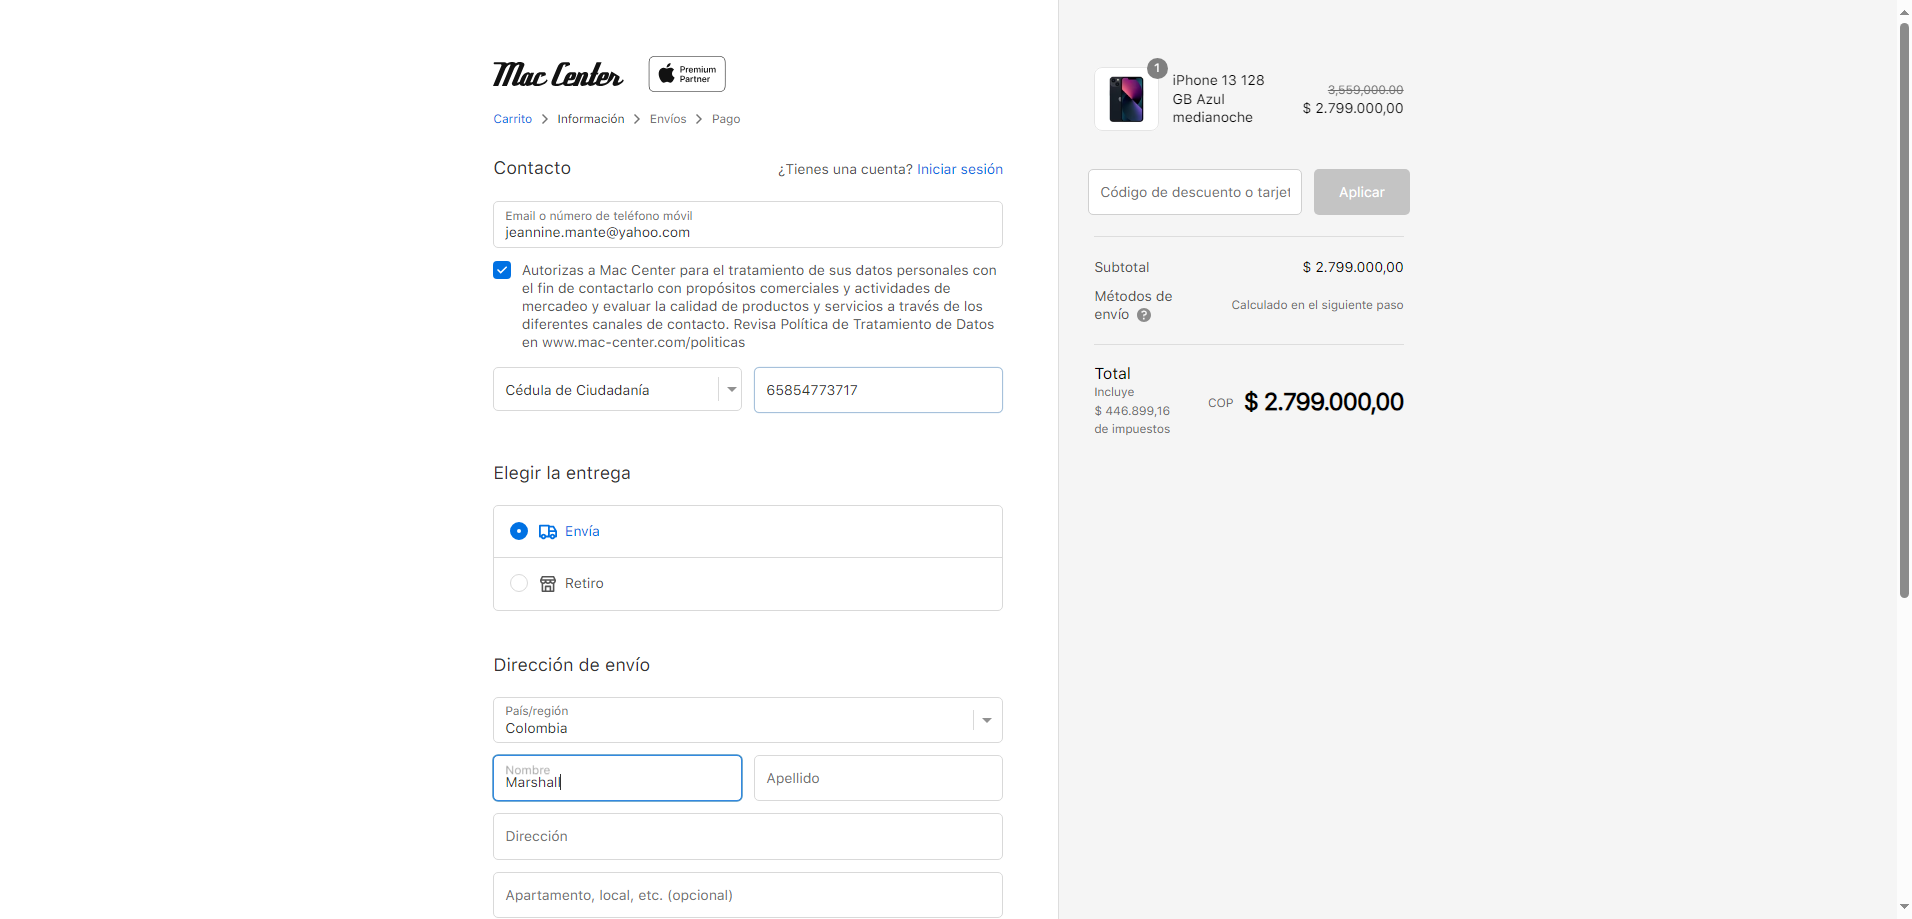 Mac Center
Premium
Partner
Carrito
Información
Envíos
Pago
Contacto
¿Tienes una cuenta? Iniciar sesión
Email o número de teléfono móvil
jeannine.mante@yahoo.com
Autorizas a Mac Center para el tratamiento de sus datos personales con
el fin de contactarlo con propósitos comerciales y actividades de
mercadeo y evaluar la calidad de productos y servicios a través de los
diferentes canales de contacto. Revisa Política de Tratamiento de Datos
en www.mac-center.com/politicas
Cédula de Ciudadanía
65854773717
Elegir la entrega
Envía
Retiro
Dirección de envío
País/región
Colombia
Nombre
Marshall
Apellido
Dirección
Apartamento, local, etc. (opcional)
1
iPhone 13 128
GB Azul
medianoche
3,559,000.00
$ 2.799.000,00
Código de descuento o tarjet
Aplicar
Subtotal
$ 2.799.000,00
Métodos de
envío
?
Calculado en el siguiente paso
Total
Incluye
$ 446.899,16
de impuestos
COP
$ 2.799.000,00